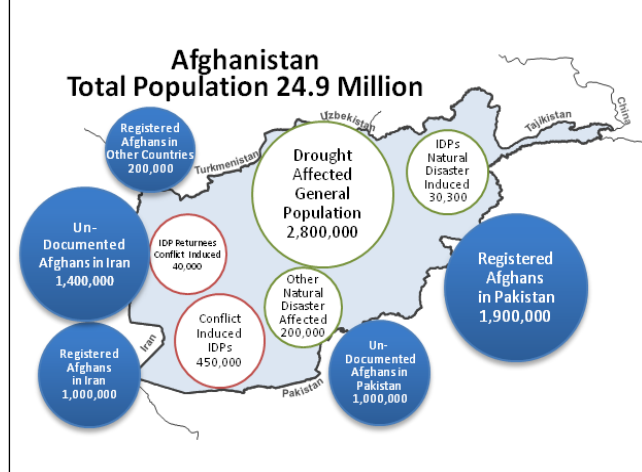 Afghanistan
Total Population 24.9 Million
Uzbekistan
China
Tajikistan
Turkmenistan
Registered
Afghans in
Other Countries
200,000
Drought
Affected
General
Population
2,800,000
IDPs
Natural
Disaster
Induced
30,300
Un-
Documented
Afghans in Iran
1,400,000
IDP Returnees
Conflict Induced
40,000
Registered
Afghans
in Pakistan
1,900,000
Other
Natural
Disaster
Affected
200,000
Conflict
Induced
IDPs
450,000
Iran
Registered
Afghans
in Iran
1,000,000
Un-
Documented
Afghans in
Pakistan
1,000,000
Pakistan